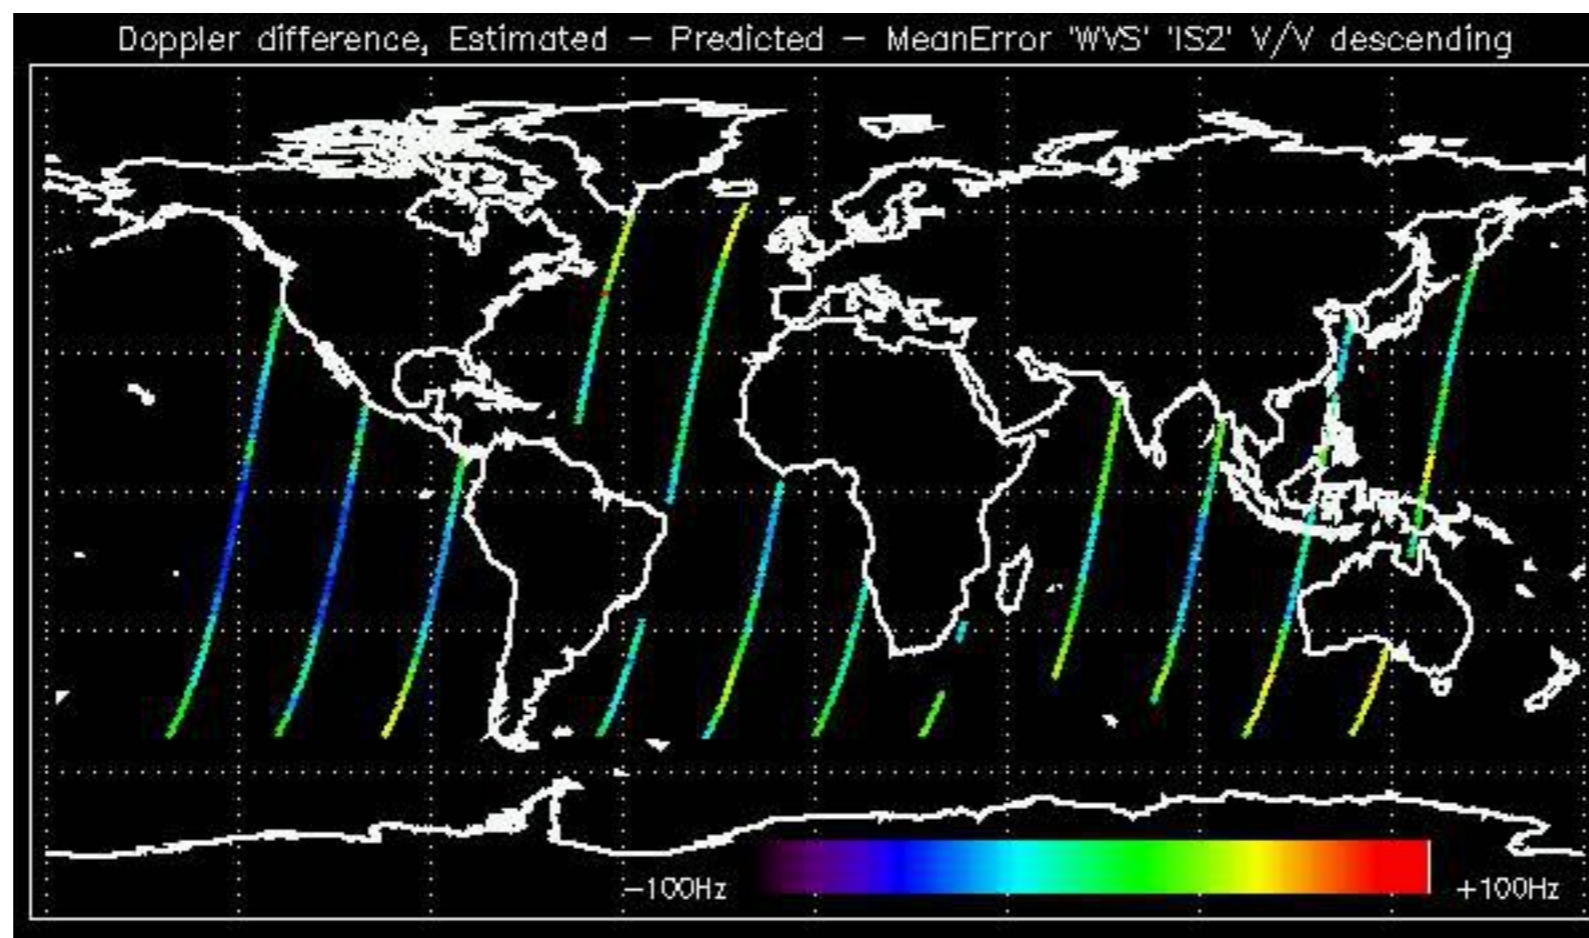 Doppler difference, Estimated - Predicted - MeanError 'WVS' 'IS2' V/V descending
-100Hz +100Hz